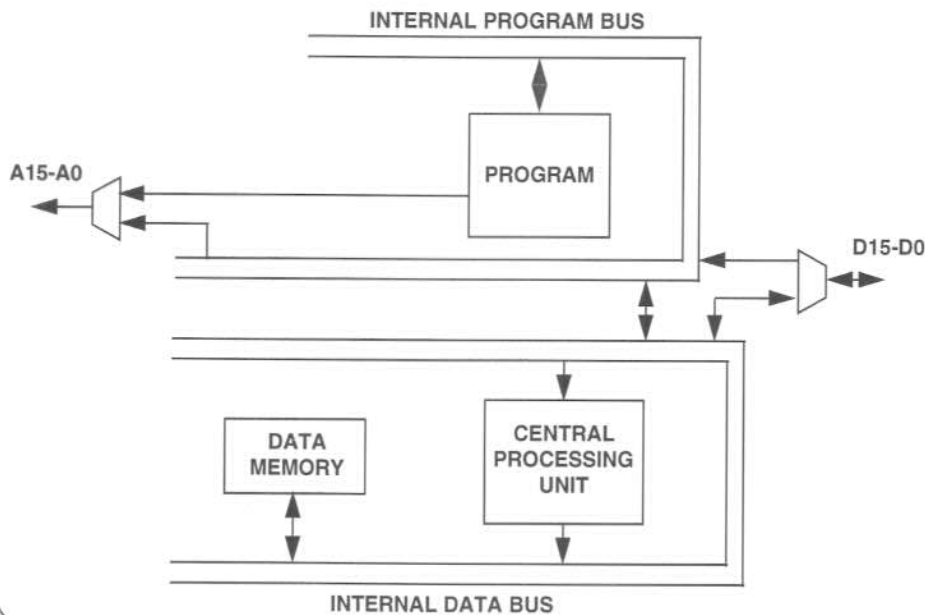 INTERNAL PROGRAM BUS
A15-A0
PROGRAM
D15-D0
DATA
MEMORY
CENTRAL
PROCESSING
UNIT
INTERNAL DATA BUS